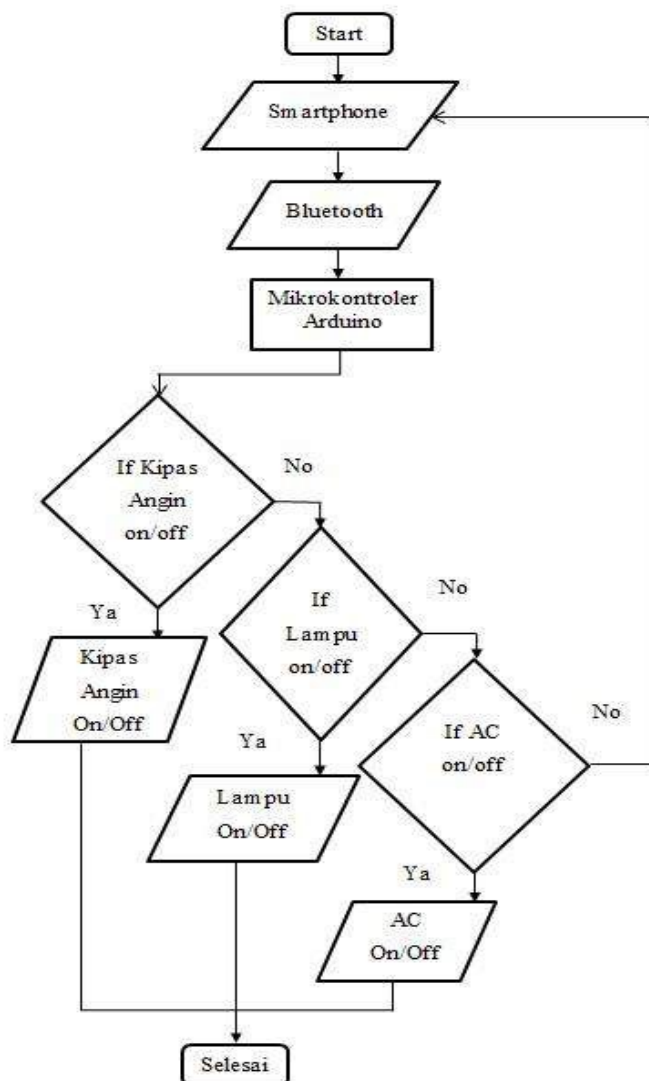 Start
Smartphone
Bluetooth
Mikrokontroler
Arduino
If Kipas
Angin
on/off
No
Ya
Kipas
Angin
On/Off
If
Lampu
on/off
No
Ya
Lampu
On/Off
If AC
on/off
No
Ya
AC
On/Off
Selesai